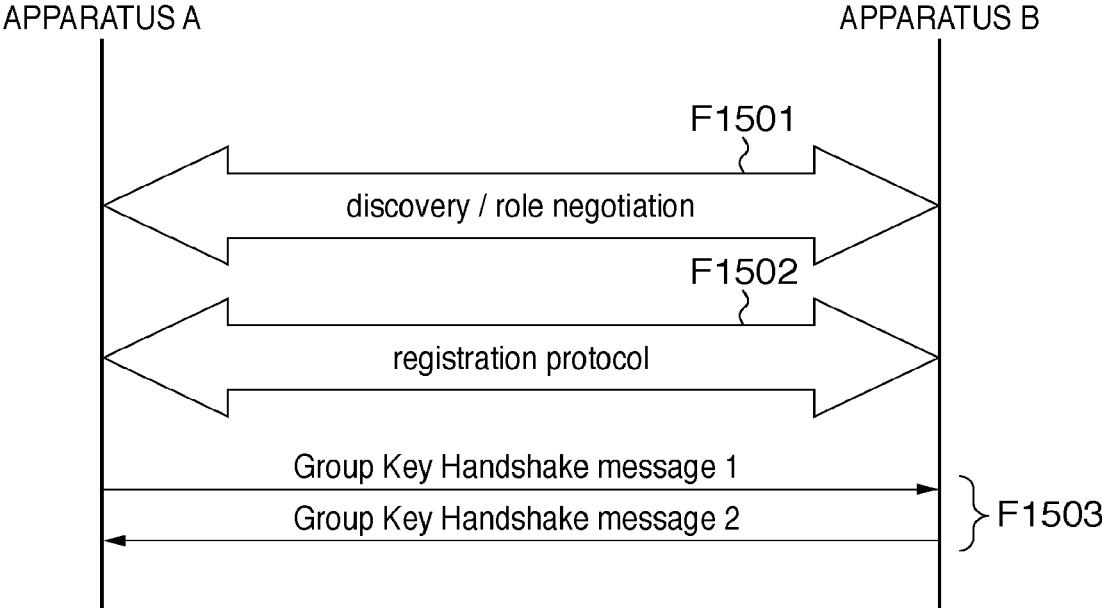 APPARATUS A
APPARATUS B
F1501
discovery / role negotiation
F1502
registration protocol
Group Key Handshake message 1
Group Key Handshake message 2
F1503